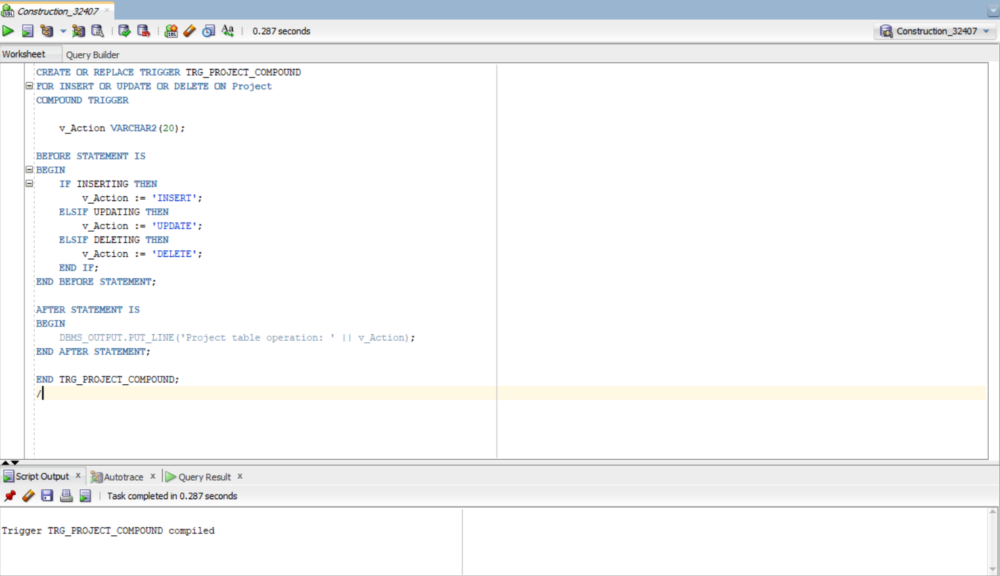 Construction_32407
0.287 seconds
Construction_32407
Worksheet
Query Builder
CREATE OR REPLACE TRIGGER TRG_PROJECT_COMPOUND
FOR INSERT OR UPDATE OR DELETE ON Project
COMPOUND TRIGGER
v_Action VARCHAR2(20);
BEFORE STATEMENT IS
BEGIN
IF INSERTING THEN
v_Action := 'INSERT';
ELSIF UPDATING THEN
v_Action := 'UPDATE';
ELSIF DELETING THEN
v_Action := 'DELETE';
END IF;
END BEFORE STATEMENT;
AFTER STATEMENT IS
BEGIN
DBMS_OUTPUT.PUT_LINE('Project table operation: ' || v_Action);
END AFTER STATEMENT;
END TRG_PROJECT_COMPOUND;
/
Script Output x Autotrace x Query Result x
Task completed in 0.287 seconds
Trigger TRG_PROJECT_COMPOUND compiled